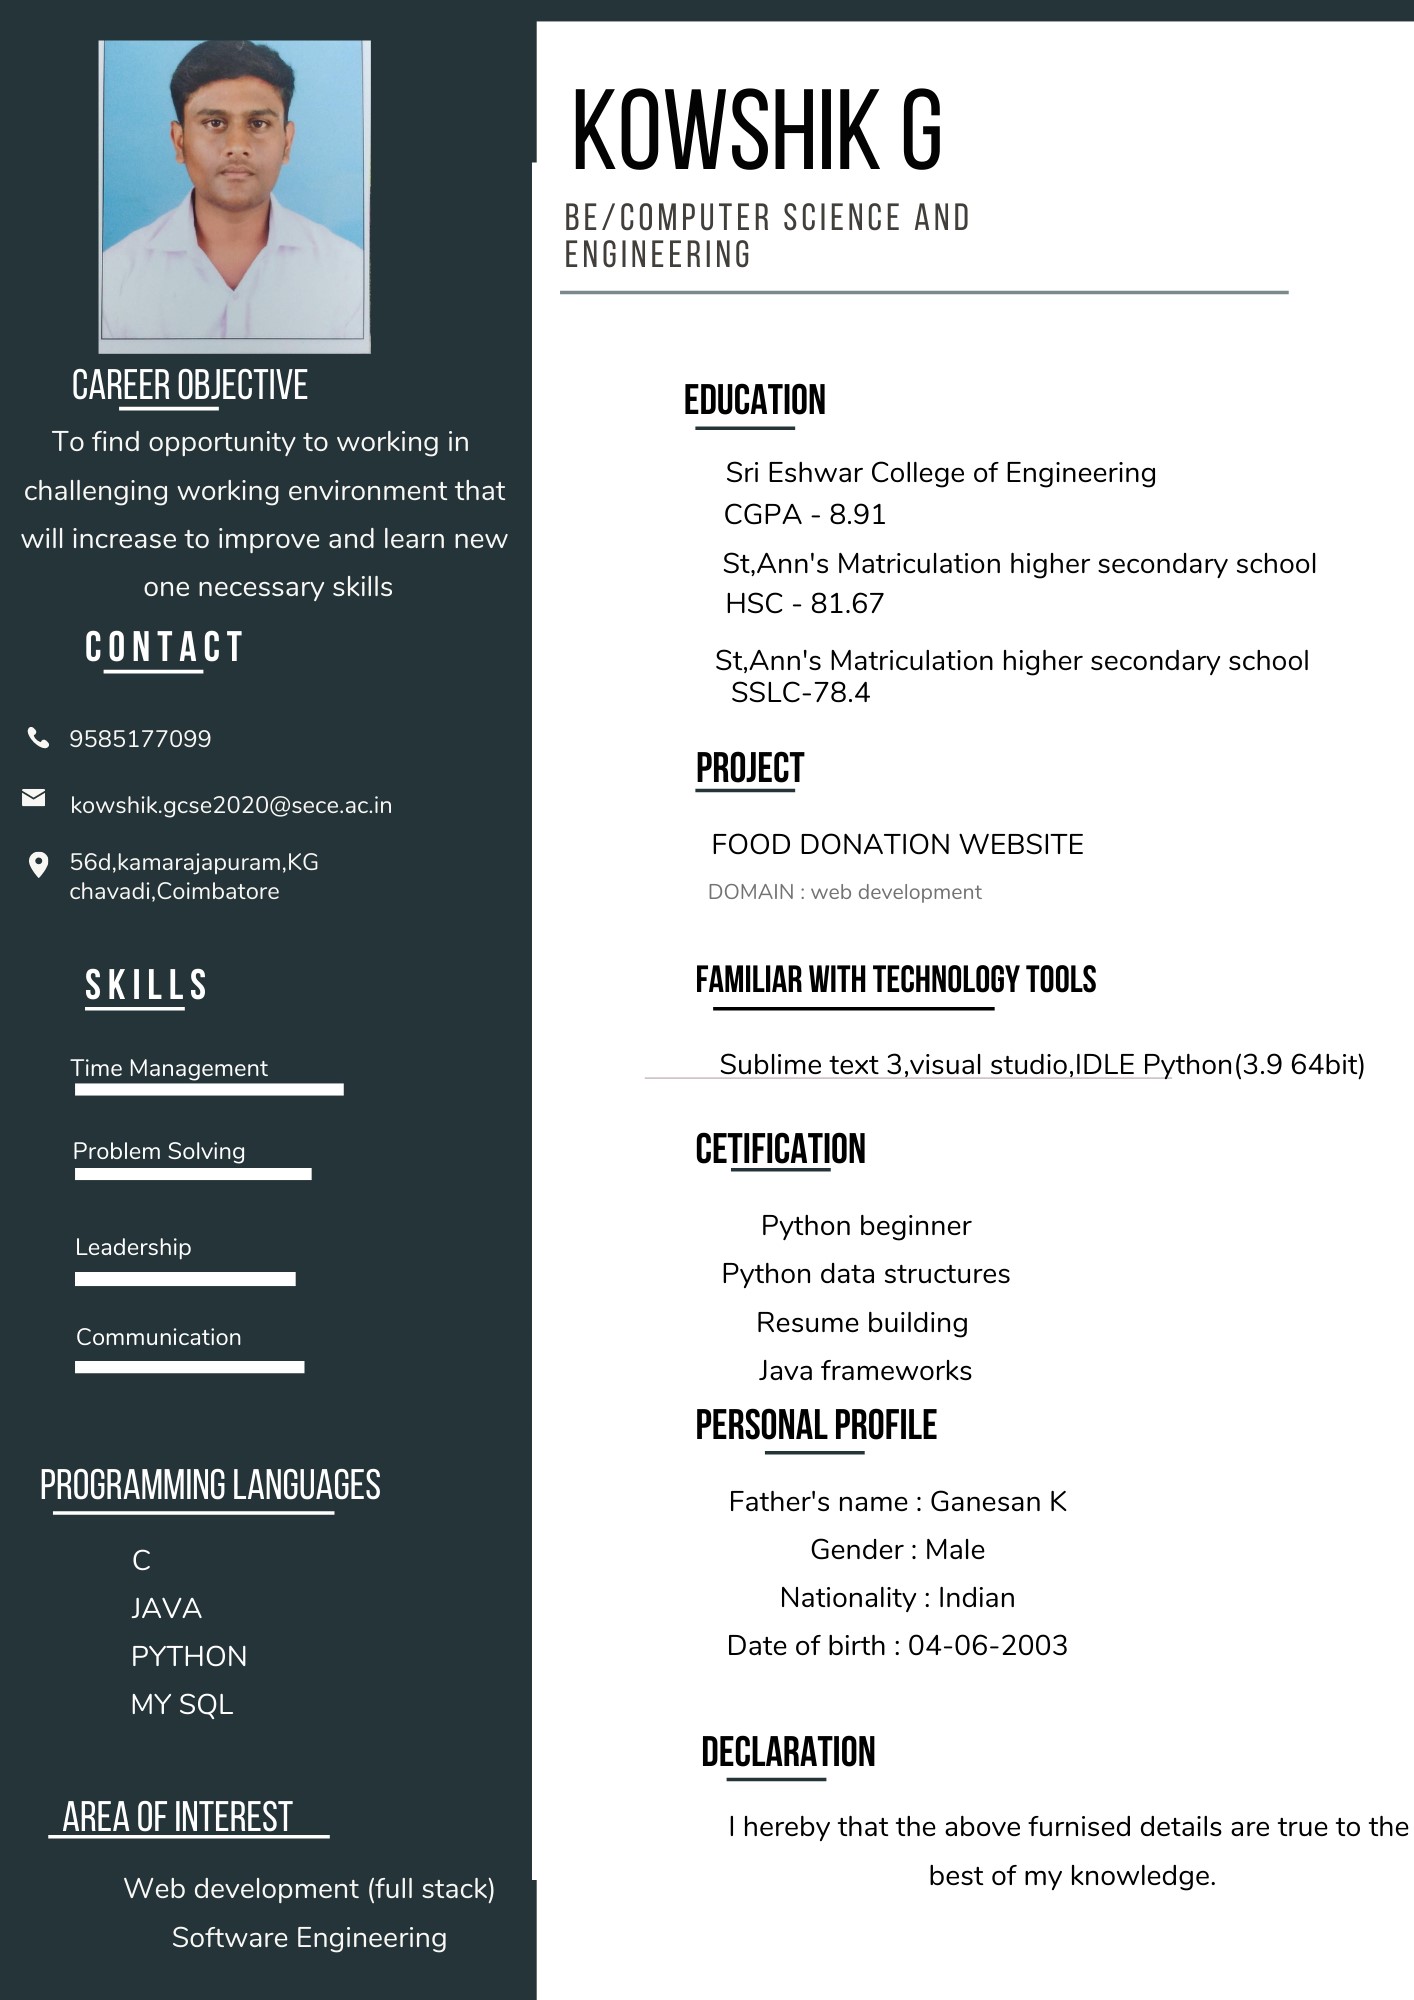 KOWSHIK G
BE/COMPUTER SCIENCE AND
ENGINEERING
CAREER OBJECTIVE
To find opportunity to working in
challenging working environment that
will increase to improve and learn new
one necessary skills
CONTACT
9585177099
kowshik.gcse2020@sece.ac.in
56d,kamarajapuram,KG
chavadi,Coimbatore
SKILLS
Time Management
Problem Solving
Leadership
Communication
PROGRAMMING LANGUAGES
C
JAVA
PYTHON
MY SQL
AREA OF INTEREST
Web development (full stack)
Software Engineering
EDUCATION
Sri Eshwar College of Engineering
CGPA - 8.91
St,Ann's Matriculation higher secondary school
HSC - 81.67
St,Ann's Matriculation higher secondary school
SSLC-78.4
PROJECT
FOOD DONATION WEBSITE
DOMAIN : web development
FAMILIAR WITH TECHNOLOGY TOOLS
Sublime text 3,visual studio,IDLE Python(3.9 64bit)
CETIFICATION
Python beginner
Python data structures
Resume building
Java frameworks
PERSONAL PROFILE
Father's name : Ganesan K
Gender : Male
Nationality : Indian
Date of birth : 04-06-2003
DECLARATION
I hereby that the above furnised details are true to the
best of my knowledge.